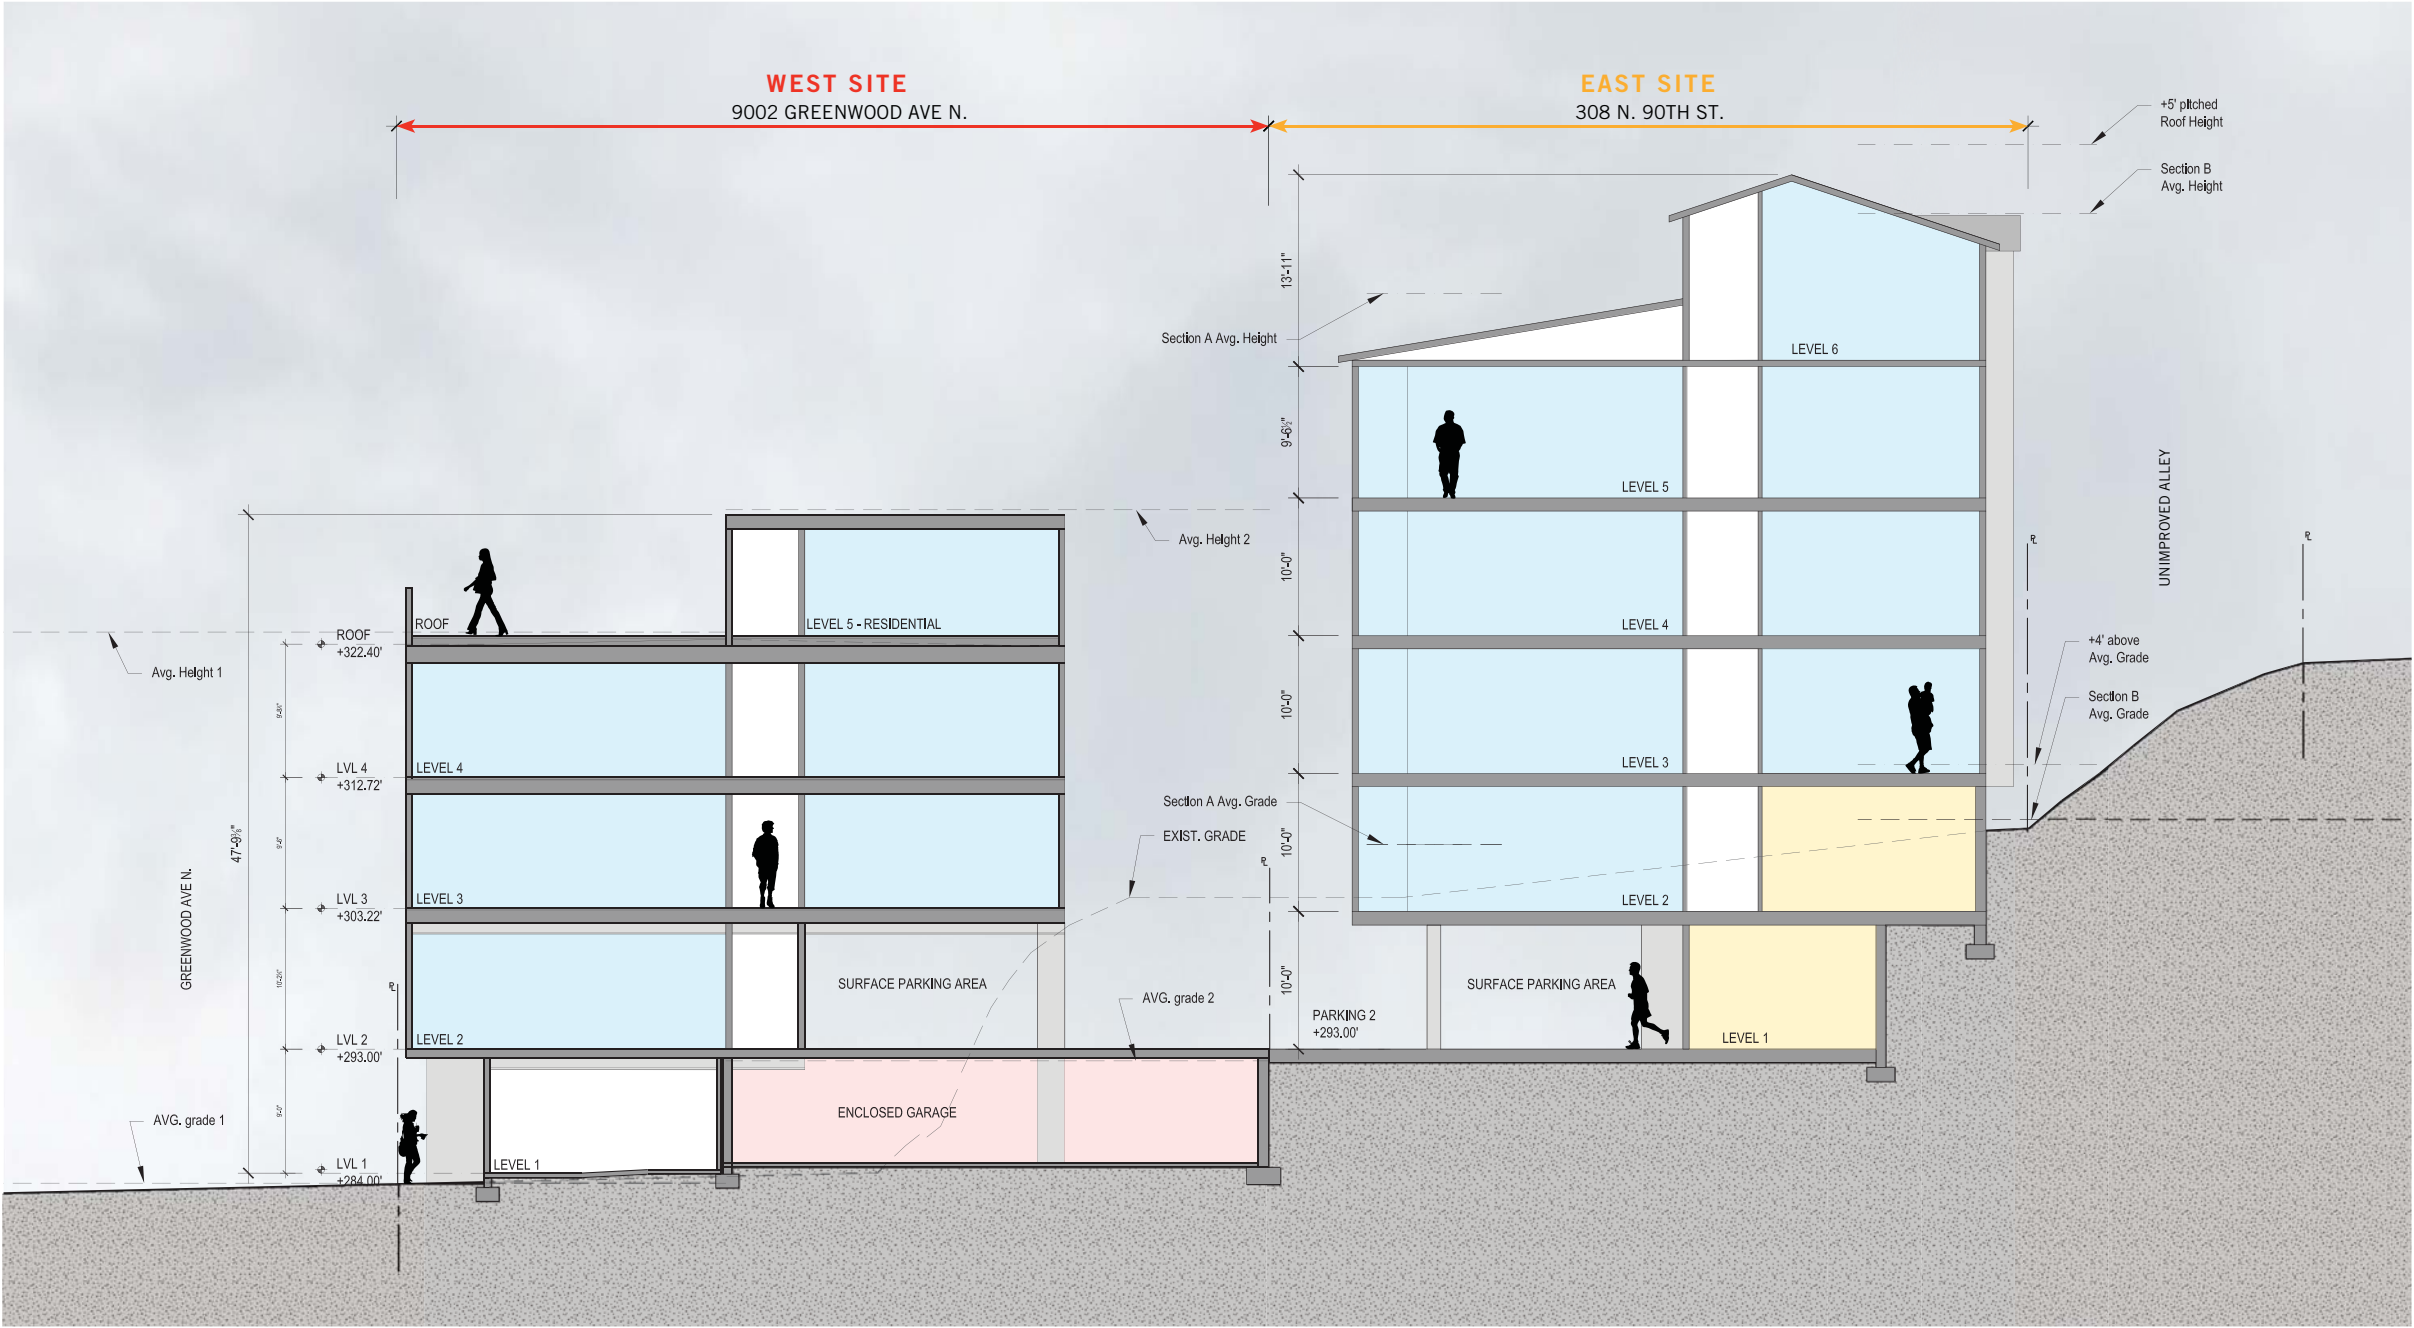 WEST SITE
9002 GREENWOOD AVE N.
EAST SITE
308 N. 90TH ST.
+5' pitched
Roof Height
Section B
Avg. Height
13'-11"
Section A Avg. Height
LEVEL 6
9'-6½"
LEVEL 5
UNIMPROVED ALLEY
Avg. Height 2
10'-0"
LEVEL 4
ROOF
LEVEL 5 - RESIDENTIAL
ROOF
+322.40'
Avg. Height 1
+4' above
Avg. Grade
Section B
Avg. Grade
10'-0"
LEVEL 3
LVL 4
+312.72'
LEVEL 4
Section A Avg. Grade
EXIST. GRADE
47'-9⅞"
9'-6"
10'-0"
LEVEL 2
LVL 3
+303.22'
LEVEL 3
GREENWOOD AVE N.
SURFACE PARKING AREA
SURFACE PARKING AREA
10'-0"
AVG. grade 2
PARKING 2
+293.00'
LEVEL 1
LVL 2
+293.00'
LEVEL 2
ENCLOSED GARAGE
9'-0"
AVG. grade 1
LVL 1
+284.00'
LEVEL 1